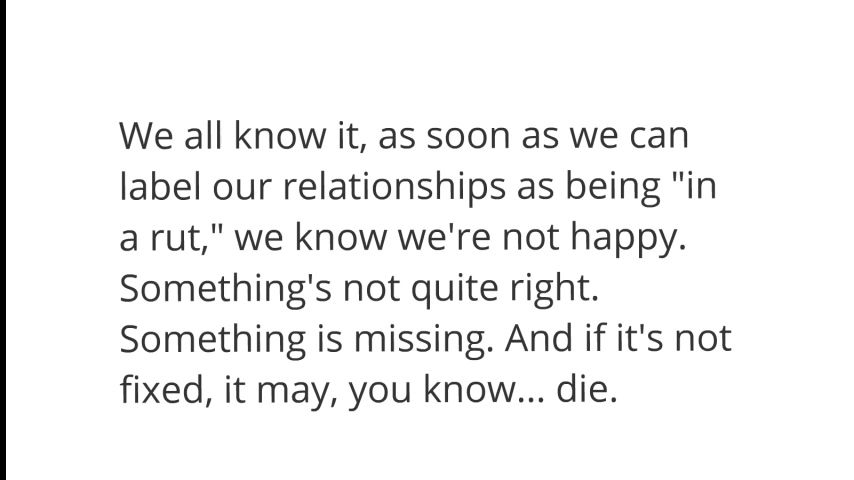 We all know it, as soon as we can
label our relationships as being "in
a rut," we know we're not happy.
Something's not quite right.
Something is missing. And if it's not
fixed, it may, you know... die.